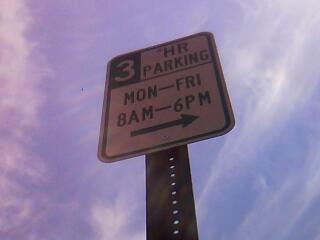 3 HR
PARKING
MON-FRI
8AM-6PM